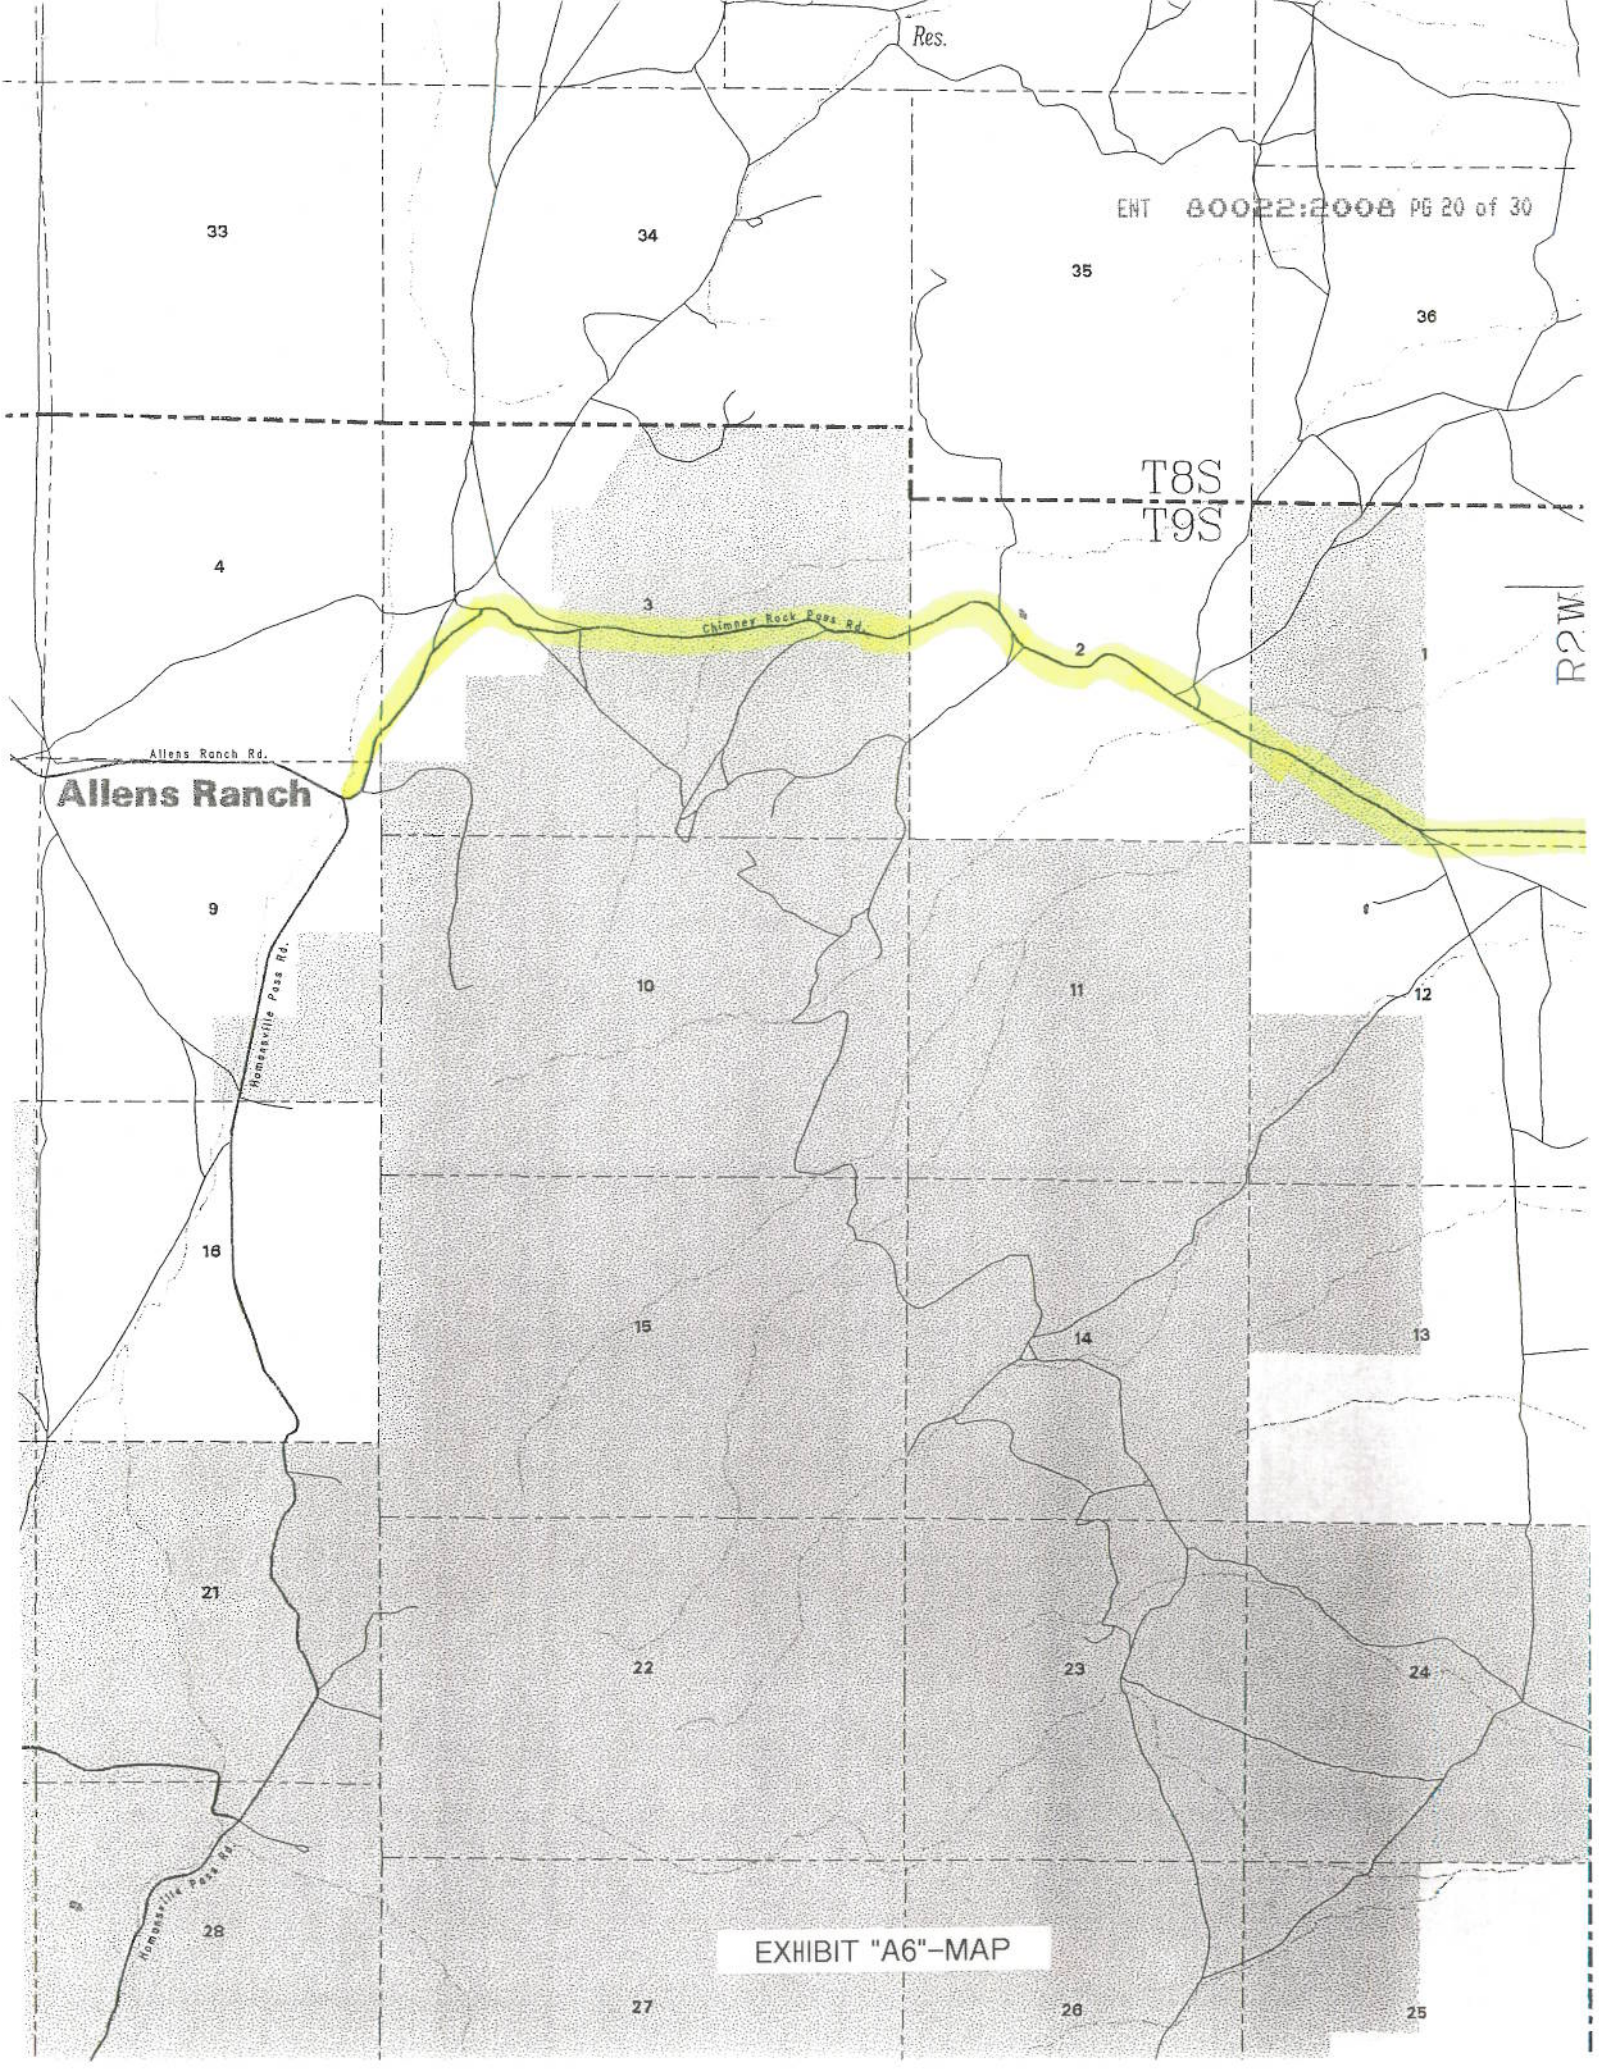 Res.
ENT 80022:2008 PG 20 of 30
33
34
35
36
T8S
T9S
4
3
Chimney Rock Pass Rd.
2
1
R2W
Allens Ranch Rd.
Allens Ranch
9
Homansville Pass Rd.
10
11
12
16
15
14
13
21
22
23
24
Homansville Pass Rd.
28
EXHIBIT "A6"-MAP
27
26
25